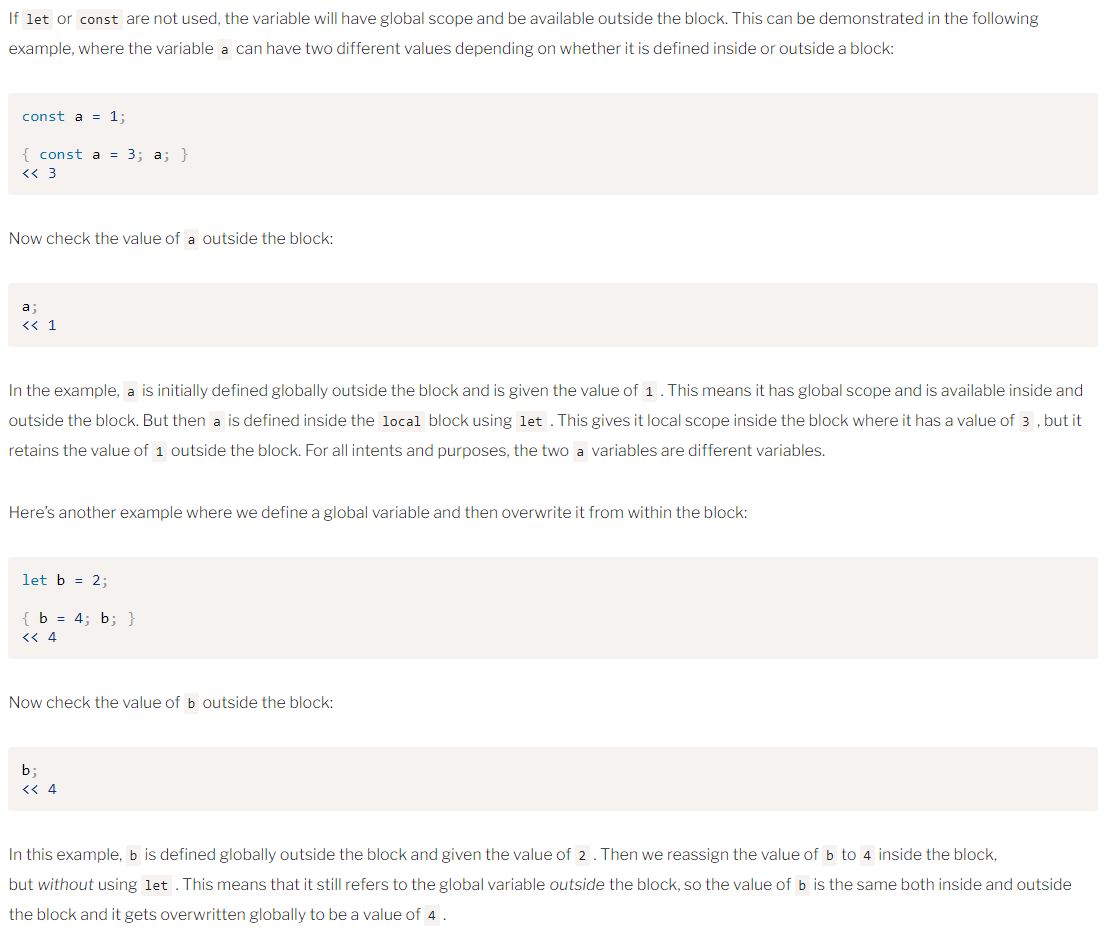 If let or const are not used, the variable will have global scope and be available outside the block. This can be demonstrated in the following
example, where the variable a can have two different values depending on whether it is defined inside or outside a block:
const a = 1;
{ const a = 3; a; }
<< 3
Now check the value of a outside the block:
a;
<< 1
In the example, a is initially defined globally outside the block and is given the value of 1 . This means it has global scope and is available inside and
outside the block. But then a is defined inside the local block using let . This gives it local scope inside the block where it has a value of 3 , but it
retains the value of 1 outside the block. For all intents and purposes, the two a variables are different variables.
Here’s another example where we define a global variable and then overwrite it from within the block:
let b = 2;
{ b = 4; b; }
<< 4
Now check the value of b outside the block:
b;
<< 4
In this example, b is defined globally outside the block and given the value of 2 . Then we reassign the value of b to 4 inside the block,
but without using let . This means that it still refers to the global variable outside the block, so the value of b is the same both inside and outside
the block and it gets overwritten globally to be a value of 4 .